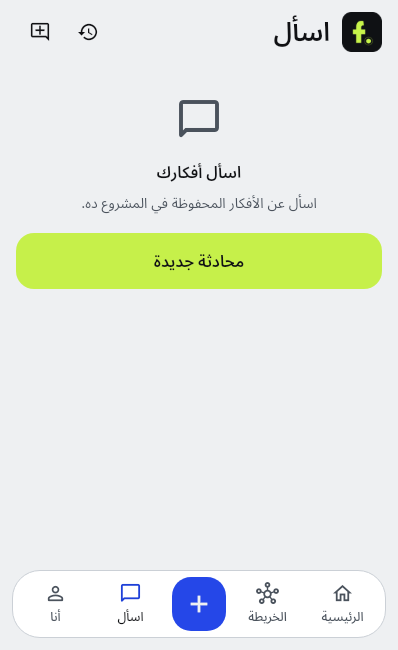 اسأل
اسأل أفكارك
اسأل عن الأفكار المحفوظة في المشروع ده.
محادثة جديدة
الرئيسية
الخريطة
اسأل
أنا